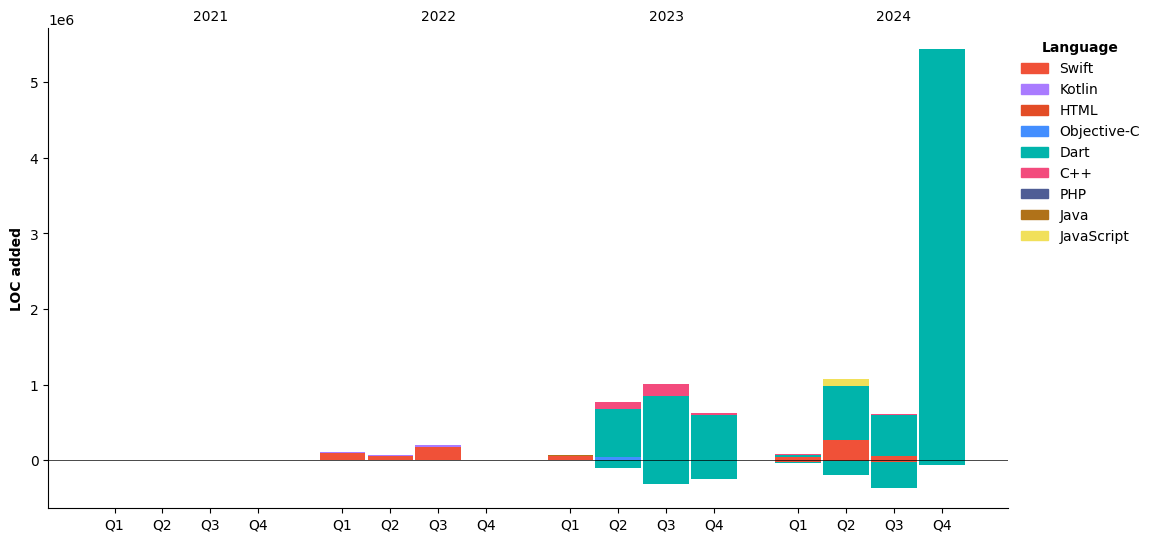 1e6
2021 2022 2023 2024
Language
Swift
Kotlin
HTML
Objective-C
Dart
C++
PHP
Java
JavaScript
LOC added
5
4
3
2
1
0
Q1 Q2 Q3 Q4 Q1 Q2 Q3 Q4 Q1 Q2 Q3 Q4 Q1 Q2 Q3 Q4